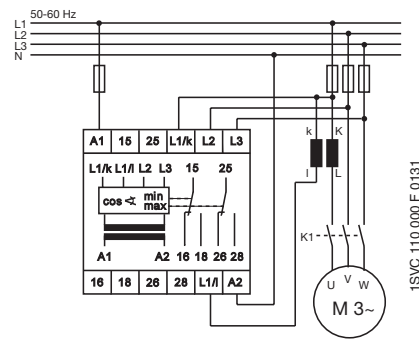 50-60 Hz
L1
L2
L3
N
A1 15 25 L1/k L2 L3
k K
L1/k L1/l L2 L3 15 25
l L
cos ∢ min
max
K1
A1 A2 16 18 26 28
16 18 26 28 L1/l A2
U V W
M 3~
1SVC 110 000 F 0131